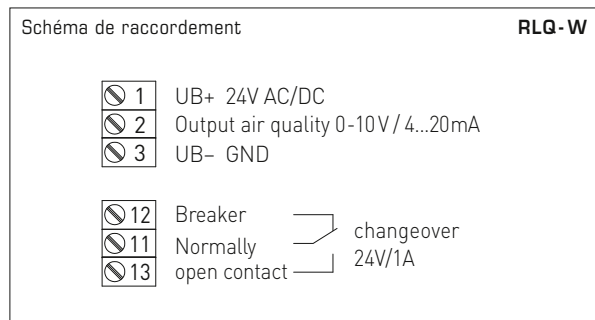 Schéma de raccordement RLQ-W
1 UB+ 24V AC/DC
2 Output air quality 0-10V / 4...20mA
3 UB– GND
12 Breaker
changeover
11 Normally
24V/1A
13 open contact